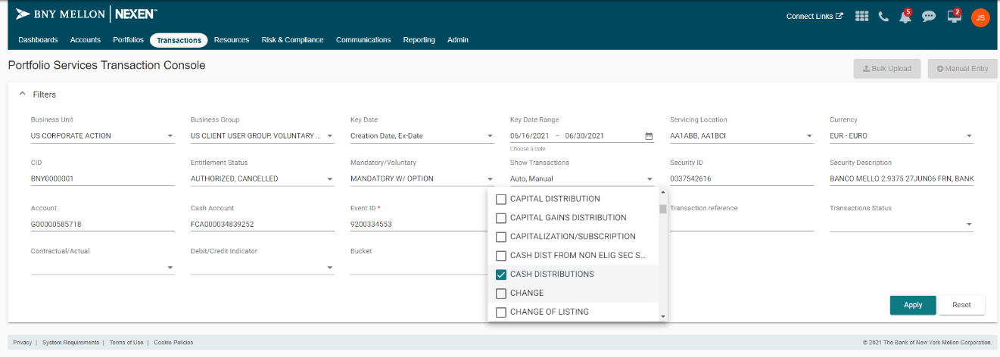 BNY MELLON | NEXEN™
Connect Links
5
2
JS
Dashboards Accounts Portfolios Transactions Resources Risk & Compliance Communications Reporting Admin
Portfolio Services Transaction Console
Bulk Upload
Manual Entry
Filters
Business Unit Business Group Key Date Key Date Range Servicing Location Currency
US CORPORATE ACTION US CLIENT USER GROUP, VOLUNTARY ... Creation Date, Ex-Date 06/16/2021 – 06/30/2021 AA1ABB, AA1BCI EUR - EURO
Choose a date
CID Entitlement Status Mandatory/Voluntary Show Transactions Security ID Security Description
BNY0000001 AUTHORIZED, CANCELLED MANDATORY W/ OPTION Auto, Manual 0037542616 BANCO MELLO 2.9375 27JUN06 FRN, BANK
Account Cash Account Event ID * Transaction reference Transactions Status
G00000585718 FCA000034839252 9200334553
Contractual/Actual Debit/Credit Indicator Bucket
CAPITAL DISTRIBUTION
CAPITAL GAINS DISTRIBUTION
CAPITALIZATION/SUBSCRIPTION
CASH DIST FROM NON ELIG SEC S...
CASH DISTRIBUTIONS
CHANGE
CHANGE OF LISTING
Apply Reset
Privacy | System Requirements | Terms of Use | Cookie Policies
© 2021 The Bank of New York Mellon Corporation.